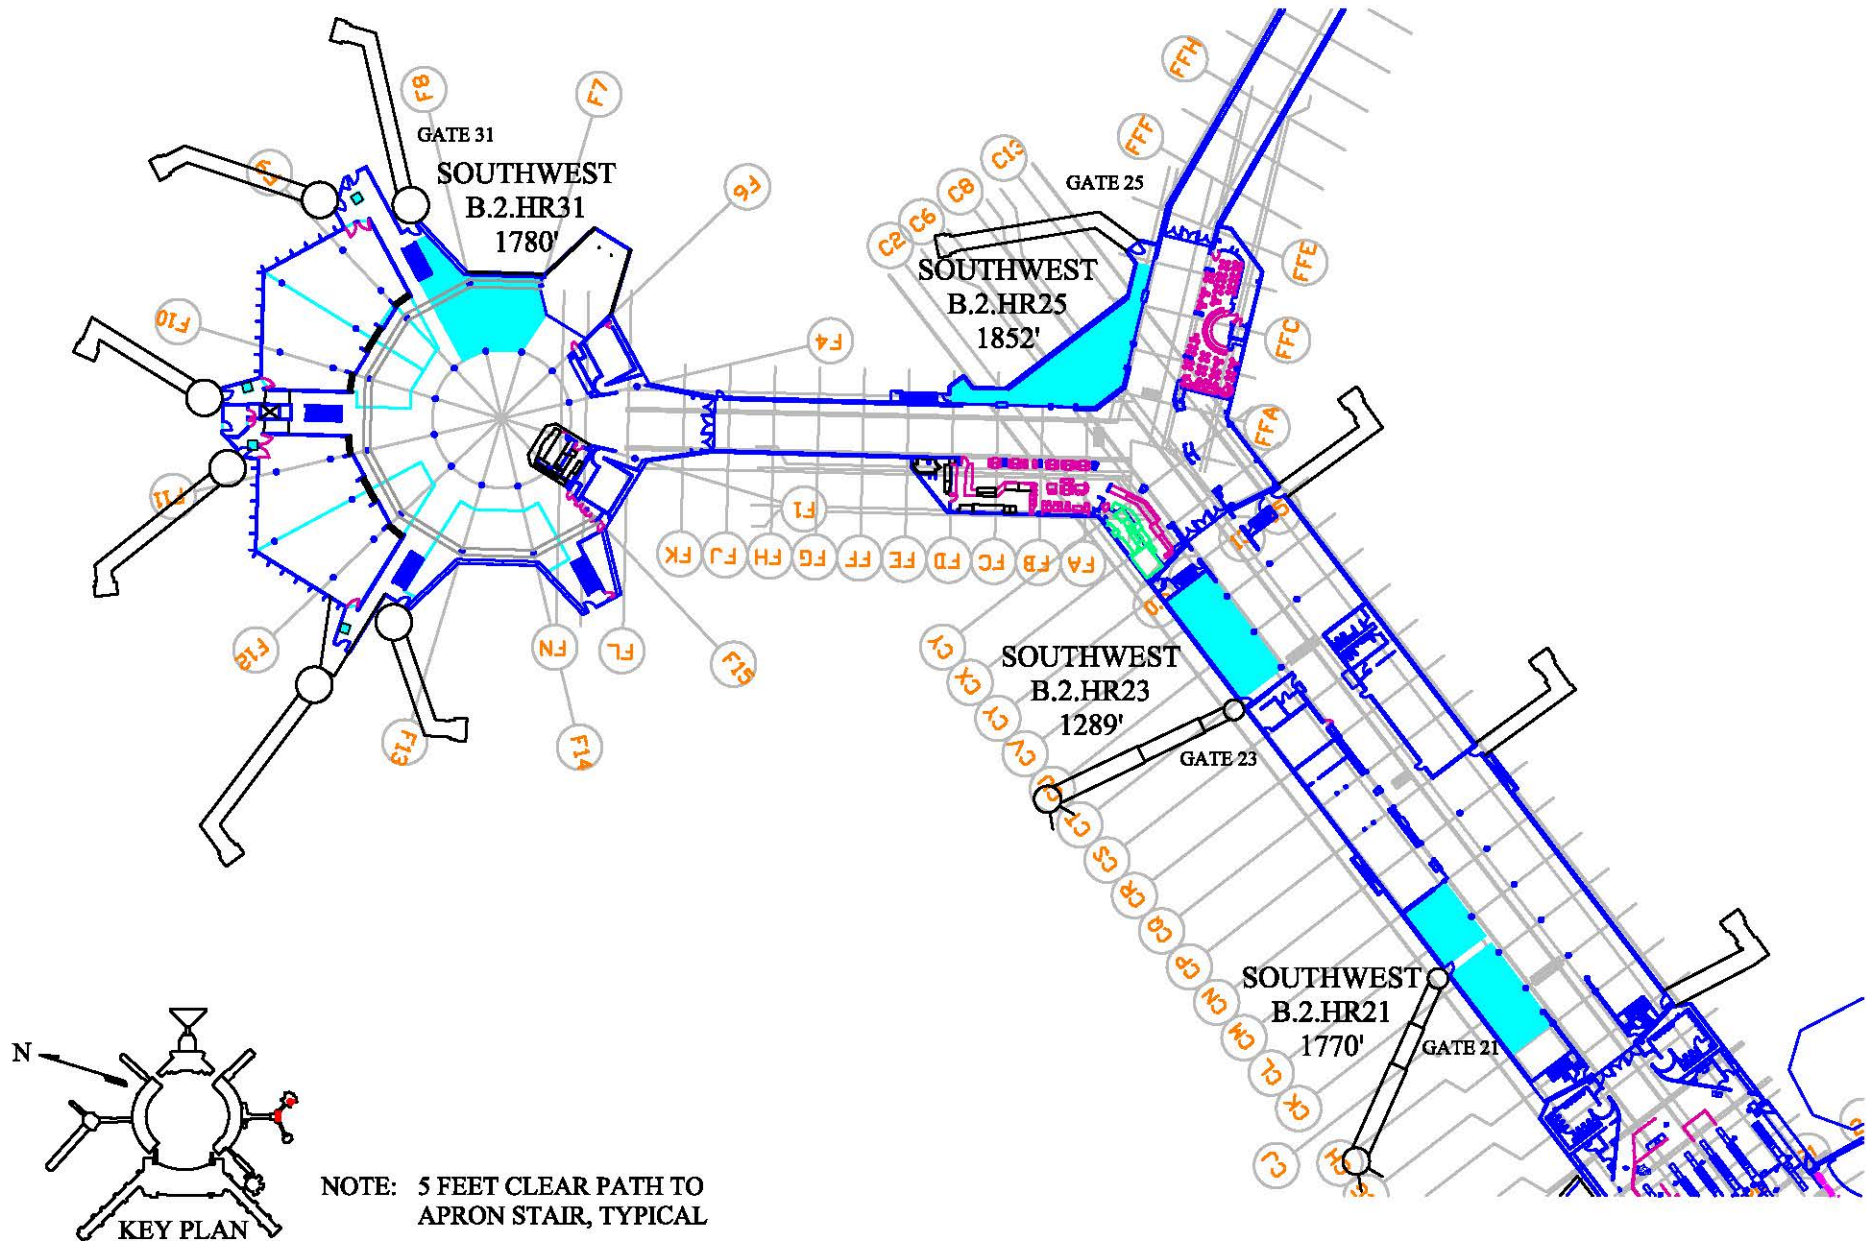 F8
F7
GATE 31
SOUTHWEST
B.2.HR31
1780'
F6
F10
F11
F12
F13
F14
F15
FN
FL
F4
F1
FK
FJ
FH
FG
FF
FE
FD
FC
FB
FA
FFH
FFF
C13
C8
C6
C2
GATE 25
SOUTHWEST
B.2.HR25
1852'
FFE
FFC
FFA
SOUTHWEST
B.2.HR23
1289'
GATE 23
CY
CX
CY
CV
CT
CS
CR
CQ
CP
CN
CM
CL
CK
CJ
CH
SOUTHWEST
B.2.HR21
1770'
GATE 21
N
KEY PLAN
NOTE: 5 FEET CLEAR PATH TO
APRON STAIR, TYPICAL